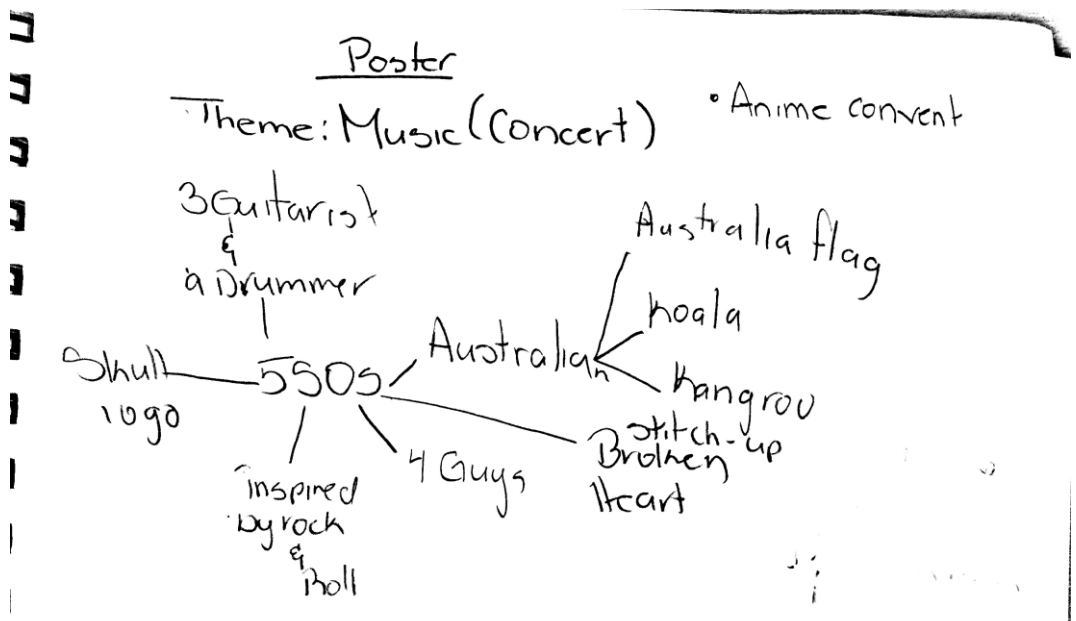 Poster
Theme: Music (Concert)
• Anime convent
3 Guitarist
&
a Drummer
Australia flag
Koala
Australian
Kangrou
Skull
logo
5SOS
stitch-up
Broken
Heart
4 Guys
inspired
by rock
&
Roll